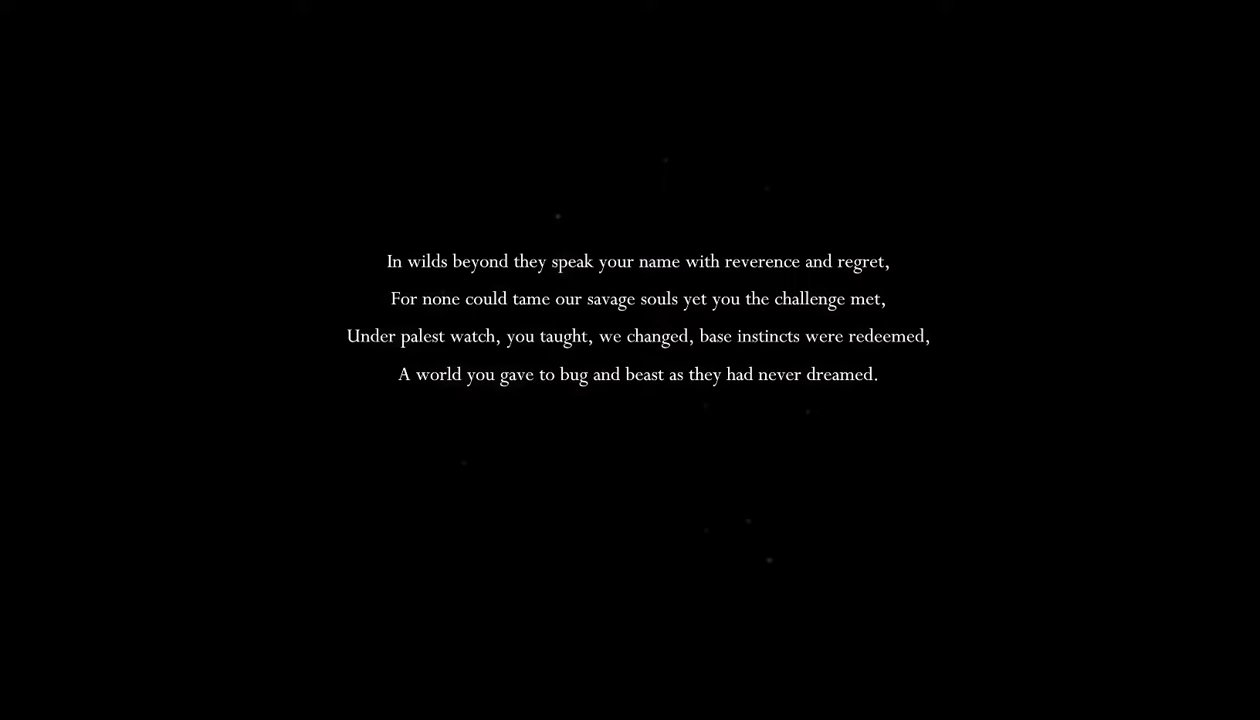 In wilds beyond they speak your name with reverence and regret,
For none could tame our savage souls yet you the challenge met,
Under palest watch, you taught, we changed, base instincts were redeemed,
A world you gave to bug and beast as they had never dreamed.